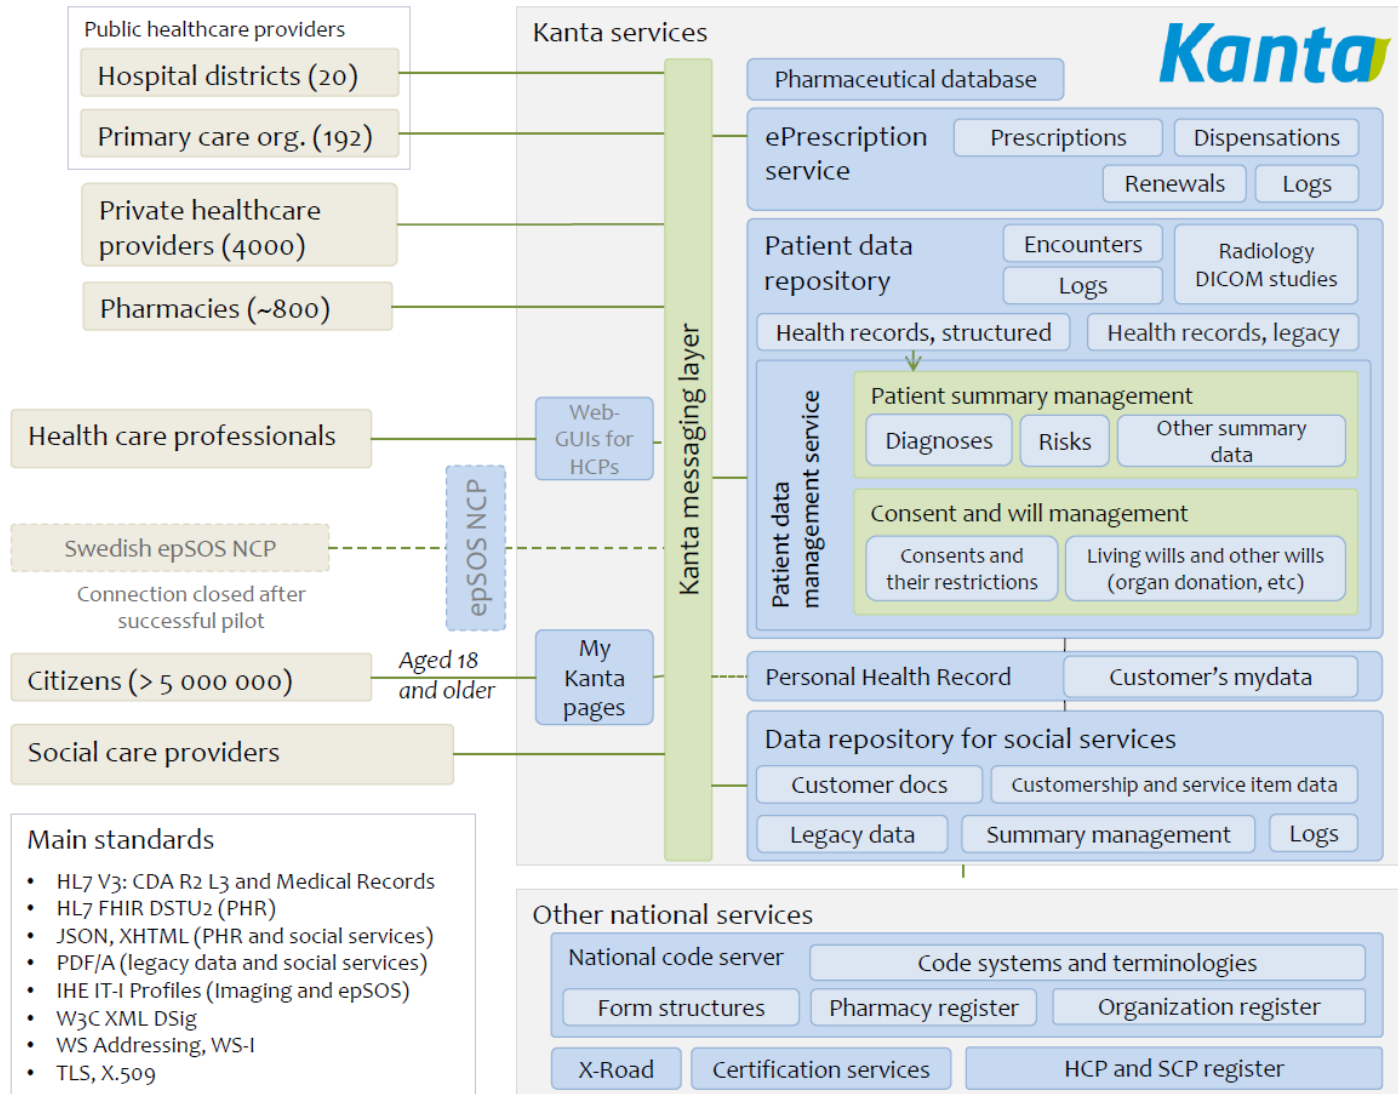 Public healthcare providers
Hospital districts (20)
Primary care org. (192)
Private healthcare
providers (4000)
Pharmacies (~800)
Health care professionals
Swedish epSOS NCP
Connection closed after
successful pilot
Citizens (> 5 000 000)
Aged 18
and older
Social care providers
Main standards
• HL7 V3: CDA R2 L3 and Medical Records
• HL7 FHIR DSTU2 (PHR)
• JSON, XHTML (PHR and social services)
• PDF/A (legacy data and social services)
• IHE IT-I Profiles (Imaging and epSOS)
• W3C XML DSig
• WS Addressing, WS-I
• TLS, X.509
Kanta services
Kanta
Web-
GUIs for
HCPs
epSOS NCP
My
Kanta
pages
Kanta messaging layer
Pharmaceutical database
ePrescription
service
Prescriptions
Dispensations
Renewals
Logs
Patient data
repository
Encounters
Logs
Radiology
DICOM studies
Health records, structured
Health records, legacy
Patient data
management service
Patient summary management
Diagnoses
Risks
Other summary
data
Consent and will management
Consents and
their restrictions
Living wills and other wills
(organ donation, etc)
Personal Health Record
Customer's mydata
Data repository for social services
Customer docs
Customership and service item data
Legacy data
Summary management
Logs
Other national services
National code server
Code systems and terminologies
Form structures
Pharmacy register
Organization register
X-Road
Certification services
HCP and SCP register